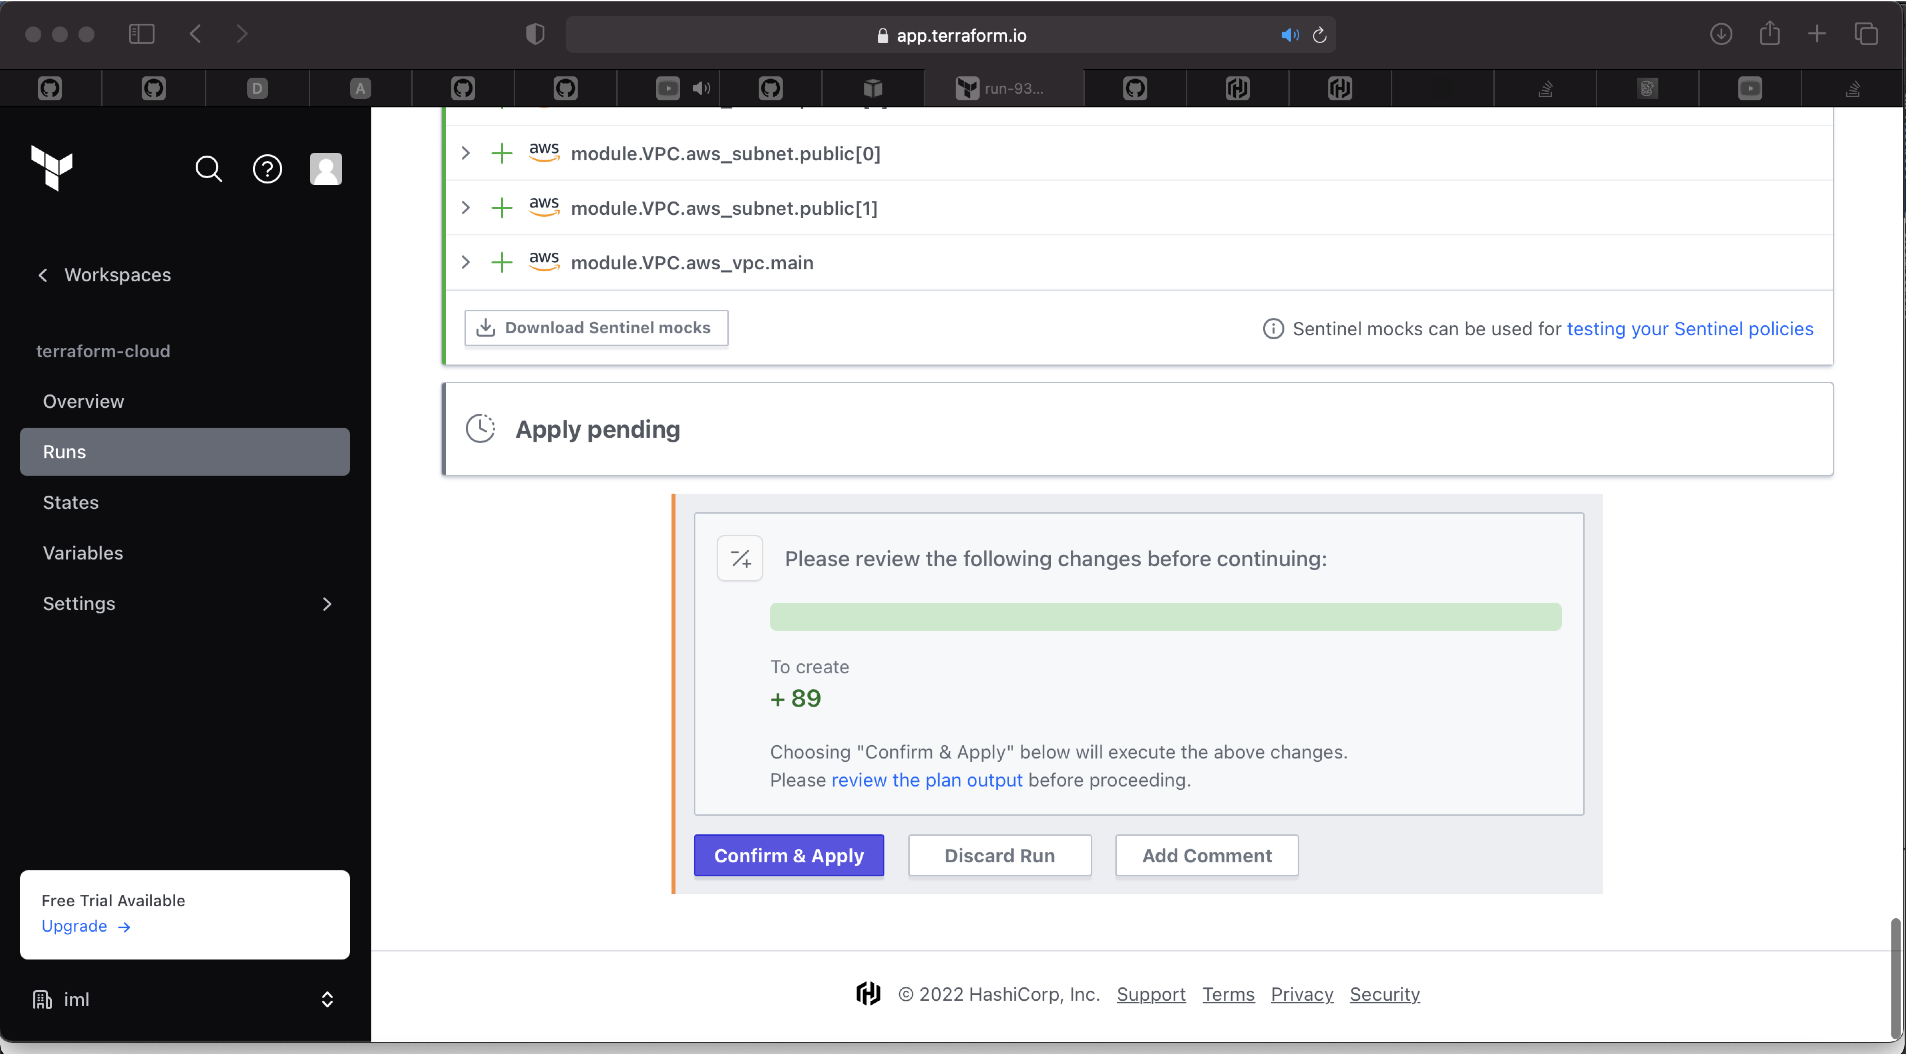 app.terraform.io
D
A
run-93...
module.VPC.aws_subnet.public[0]
module.VPC.aws_subnet.public[1]
module.VPC.aws_vpc.main
aws
aws
aws
Download Sentinel mocks
Sentinel mocks can be used for testing your Sentinel policies
Workspaces
terraform-cloud
Overview
Runs
States
Variables
Settings
Apply pending
Please review the following changes before continuing:
To create
+ 89
Choosing "Confirm & Apply" below will execute the above changes.
Please review the plan output before proceeding.
Confirm & Apply
Discard Run
Add Comment
Free Trial Available
Upgrade →
iml
© 2022 HashiCorp, Inc. Support Terms Privacy Security